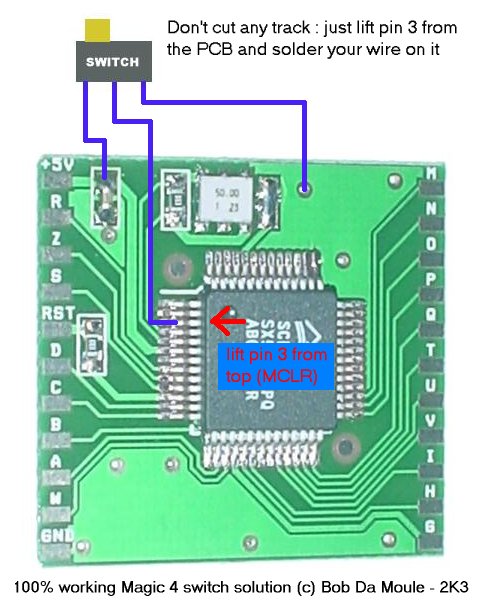 Don't cut any track : just lift pin 3 from
the PCB and solder your wire on it
SWITCH
+5V
R
Z
S
RST
D
C
B
A
W
GND
50.00
1 23
M
N
O
P
Q
T
U
V
I
H
G
lift pin 3 from
top (MCLR)
100% working Magic 4 switch solution (c) Bob Da Moule - 2K3